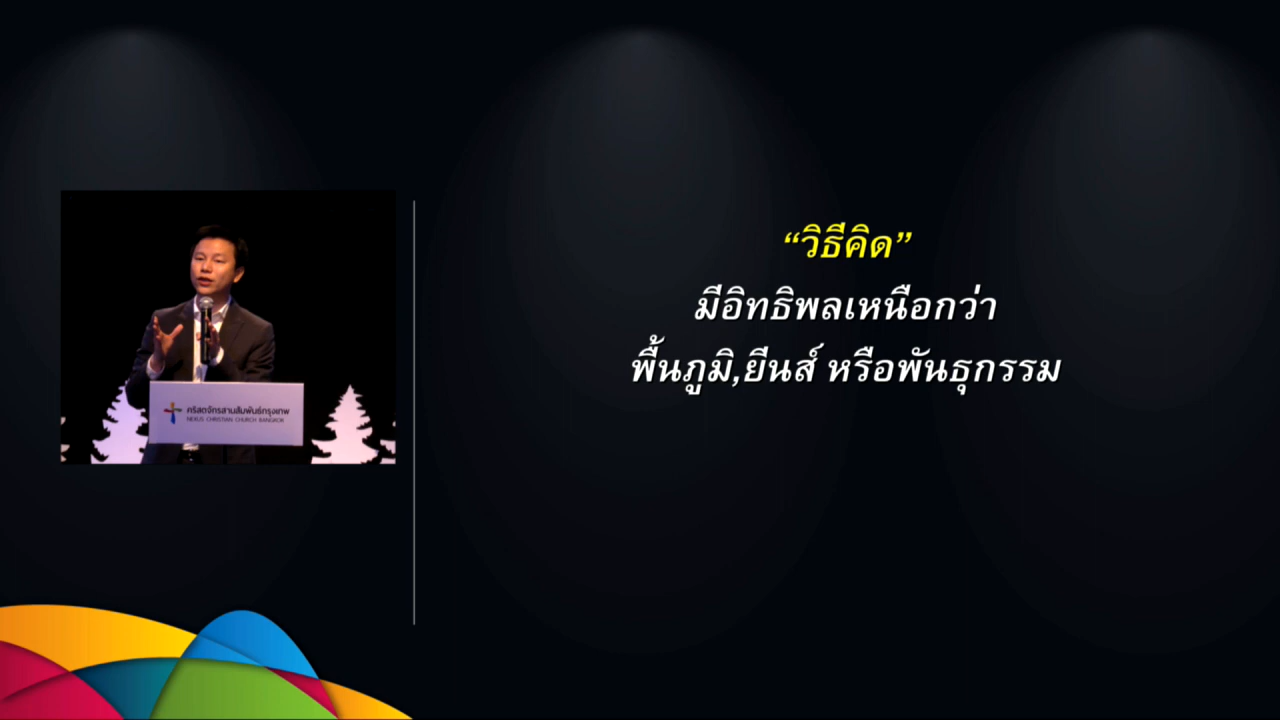 “วิธีคิด”
มีอิทธิพลเหนือกว่า
พื้นภูมิ,ยีนส์ หรือพันธุกรรม
คริสตจักรสานสัมพันธ์กรุงเทพ
NEXUS CHRISTIAN CHURCH BANGKOK